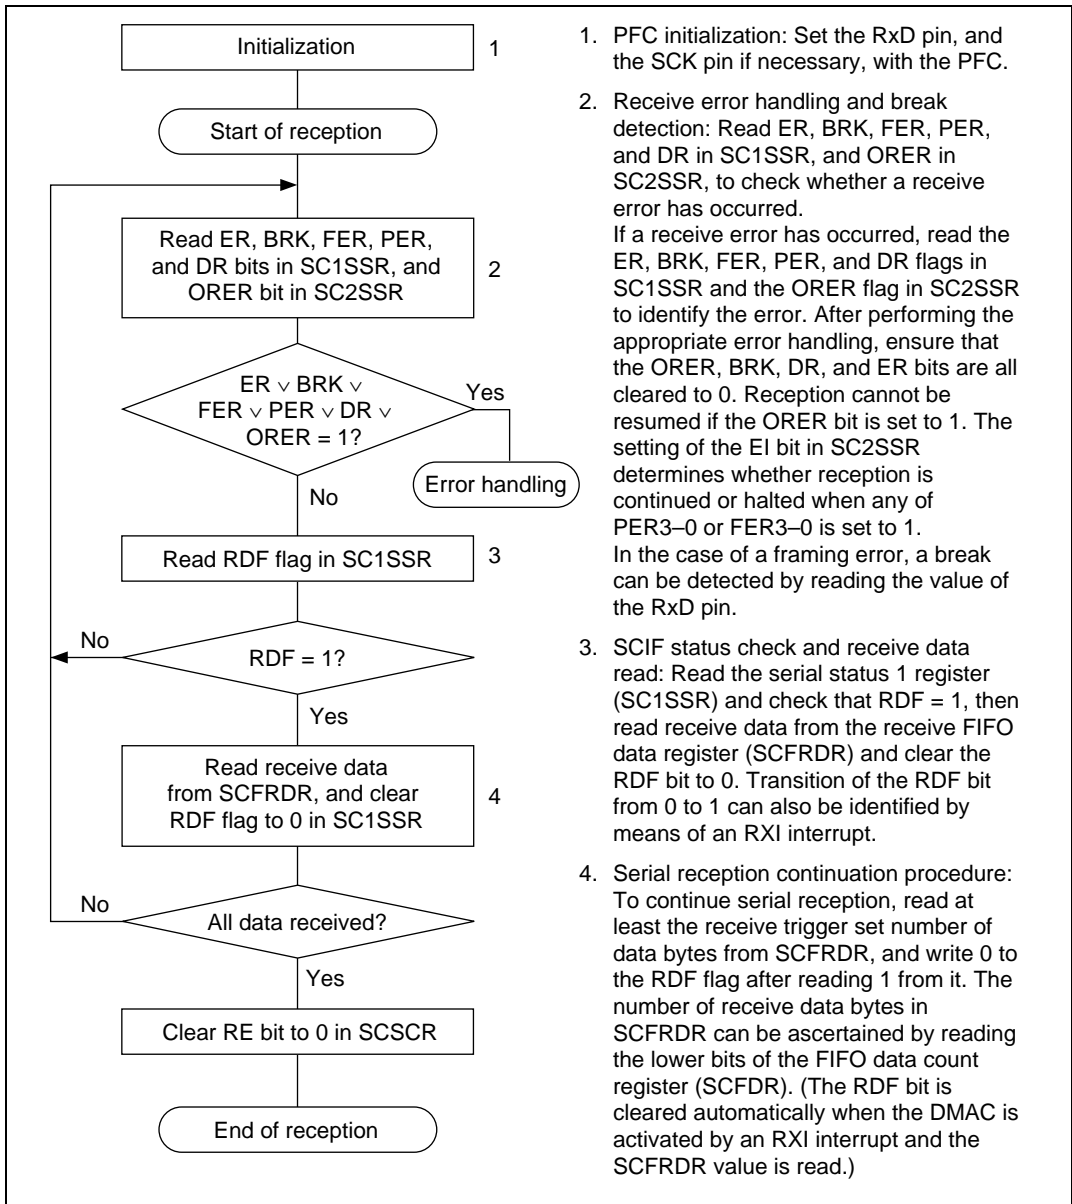 Initialization
1
Start of reception
Read ER, BRK, FER, PER,
and DR bits in SC1SSR, and
ORER bit in SC2SSR
2
ER ∨ BRK ∨
FER ∨ PER ∨ DR ∨
ORER = 1?
Yes
Error handling
No
Read RDF flag in SC1SSR
3
No
RDF = 1?
Yes
Read receive data
from SCFRDR, and clear
RDF flag to 0 in SC1SSR
4
No
All data received?
Yes
Clear RE bit to 0 in SCSCR
End of reception
1. PFC initialization: Set the RxD pin, and
the SCK pin if necessary, with the PFC.
2. Receive error handling and break
detection: Read ER, BRK, FER, PER,
and DR in SC1SSR, and ORER in
SC2SSR, to check whether a receive
error has occurred.
If a receive error has occurred, read the
ER, BRK, FER, PER, and DR flags in
SC1SSR and the ORER flag in SC2SSR
to identify the error. After performing the
appropriate error handling, ensure that
the ORER, BRK, DR, and ER bits are all
cleared to 0. Reception cannot be
resumed if the ORER bit is set to 1. The
setting of the EI bit in SC2SSR
determines whether reception is
continued or halted when any of
PER3–0 or FER3–0 is set to 1.
In the case of a framing error, a break
can be detected by reading the value of
the RxD pin.
3. SCIF status check and receive data
read: Read the serial status 1 register
(SC1SSR) and check that RDF = 1, then
read receive data from the receive FIFO
data register (SCFRDR) and clear the
RDF bit to 0. Transition of the RDF bit
from 0 to 1 can also be identified by
means of an RXI interrupt.
4. Serial reception continuation procedure:
To continue serial reception, read at
least the receive trigger set number of
data bytes from SCFRDR, and write 0 to
the RDF flag after reading 1 from it. The
number of receive data bytes in
SCFRDR can be ascertained by reading
the lower bits of the FIFO data count
register (SCFDR). (The RDF bit is
cleared automatically when the DMAC is
activated by an RXI interrupt and the
SCFRDR value is read.)